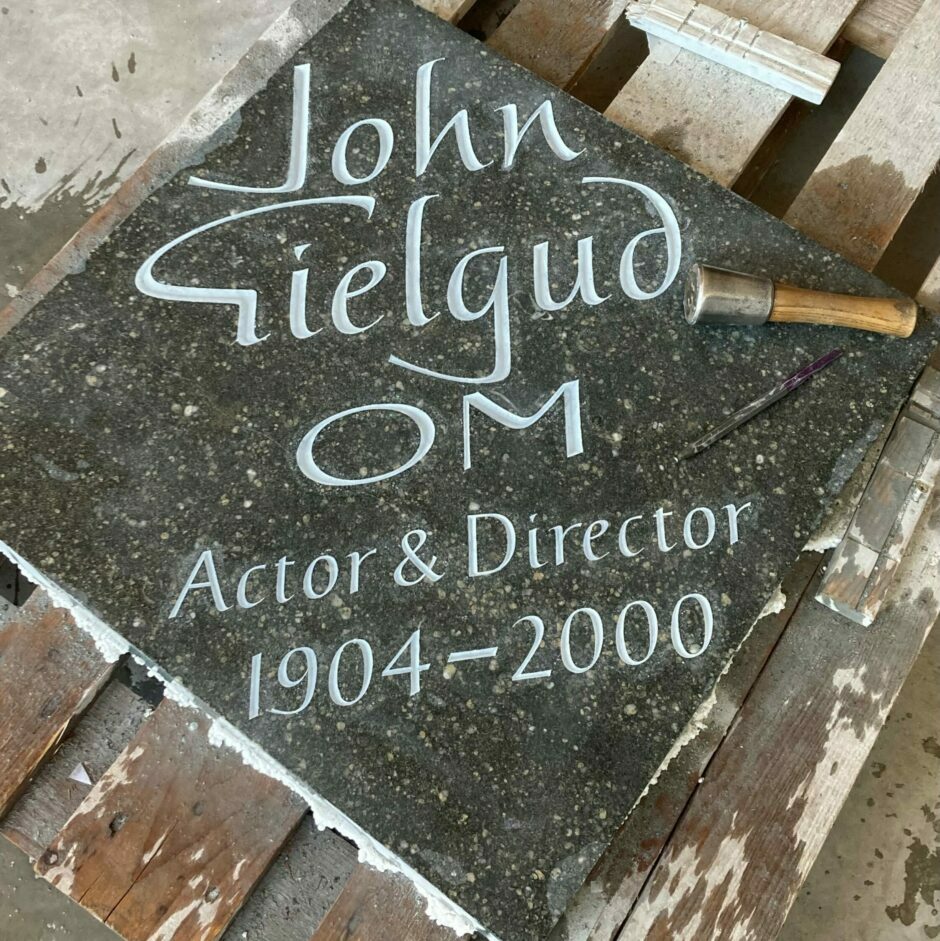 John
Gielgud
OM
Actor & Director
1904–2000